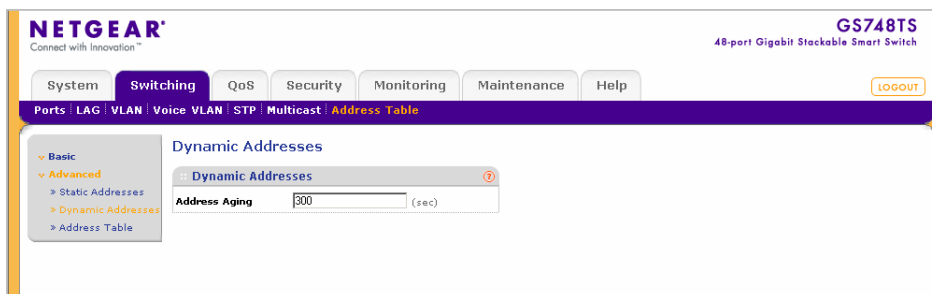 NETGEAR®
Connect with Innovation™
GS748TS
48-port Gigabit Stackable Smart Switch
System Switching QoS Security Monitoring Maintenance Help
LOGOUT
Ports LAG VLAN Voice VLAN STP Multicast Address Table
Basic
Advanced
» Static Addresses
» Dynamic Addresses
» Address Table
Dynamic Addresses
Dynamic Addresses ?
Address Aging 300 (sec)